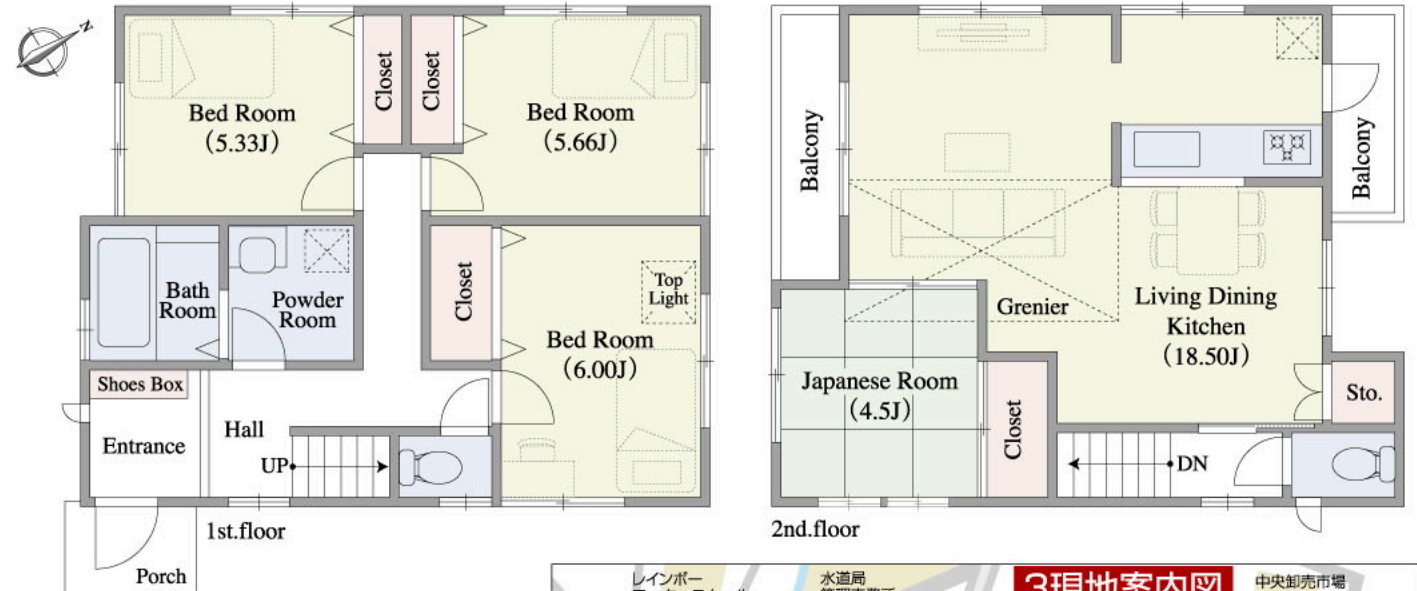 N
Bed Room
(5.33J)
Closet
Closet
Bed Room
(5.66J)
Bath
Room
Powder
Room
Closet
Top
Light
Bed Room
(6.00J)
Shoes Box
Entrance
Hall
UP
1st.floor
Porch
Balcony
Balcony
Grenier
Living Dining
Kitchen
(18.50J)
Japanese Room
(4.5J)
Closet
Sto.
DN
2nd.floor
レインボー
水道局
3現地案内図
中央卸売市場